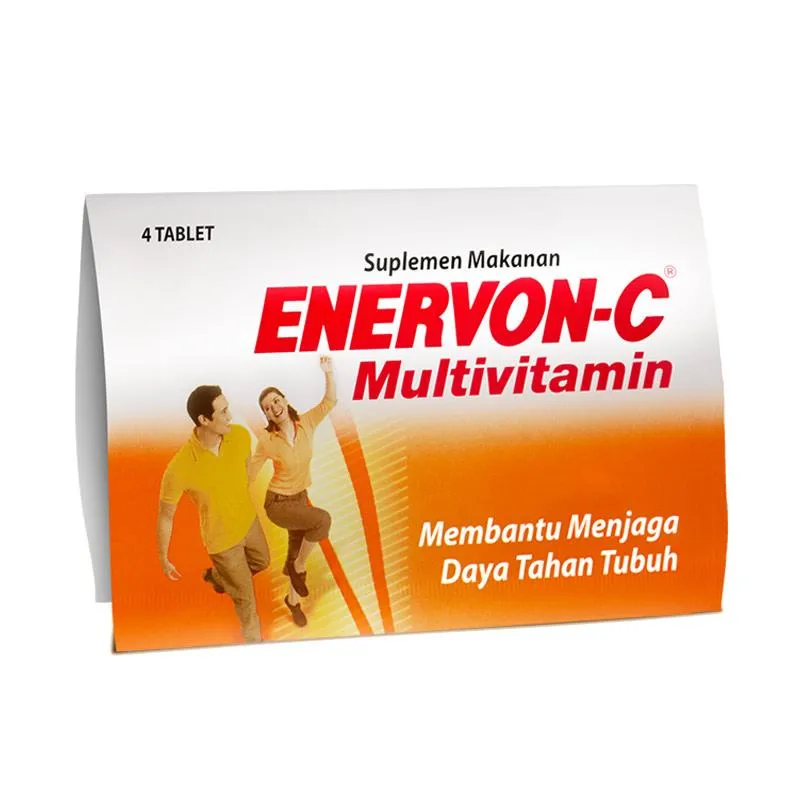 4 TABLET
Suplemen Makanan
ENERVON-C®
Multivitamin
Membantu Menjaga
Daya Tahan Tubuh